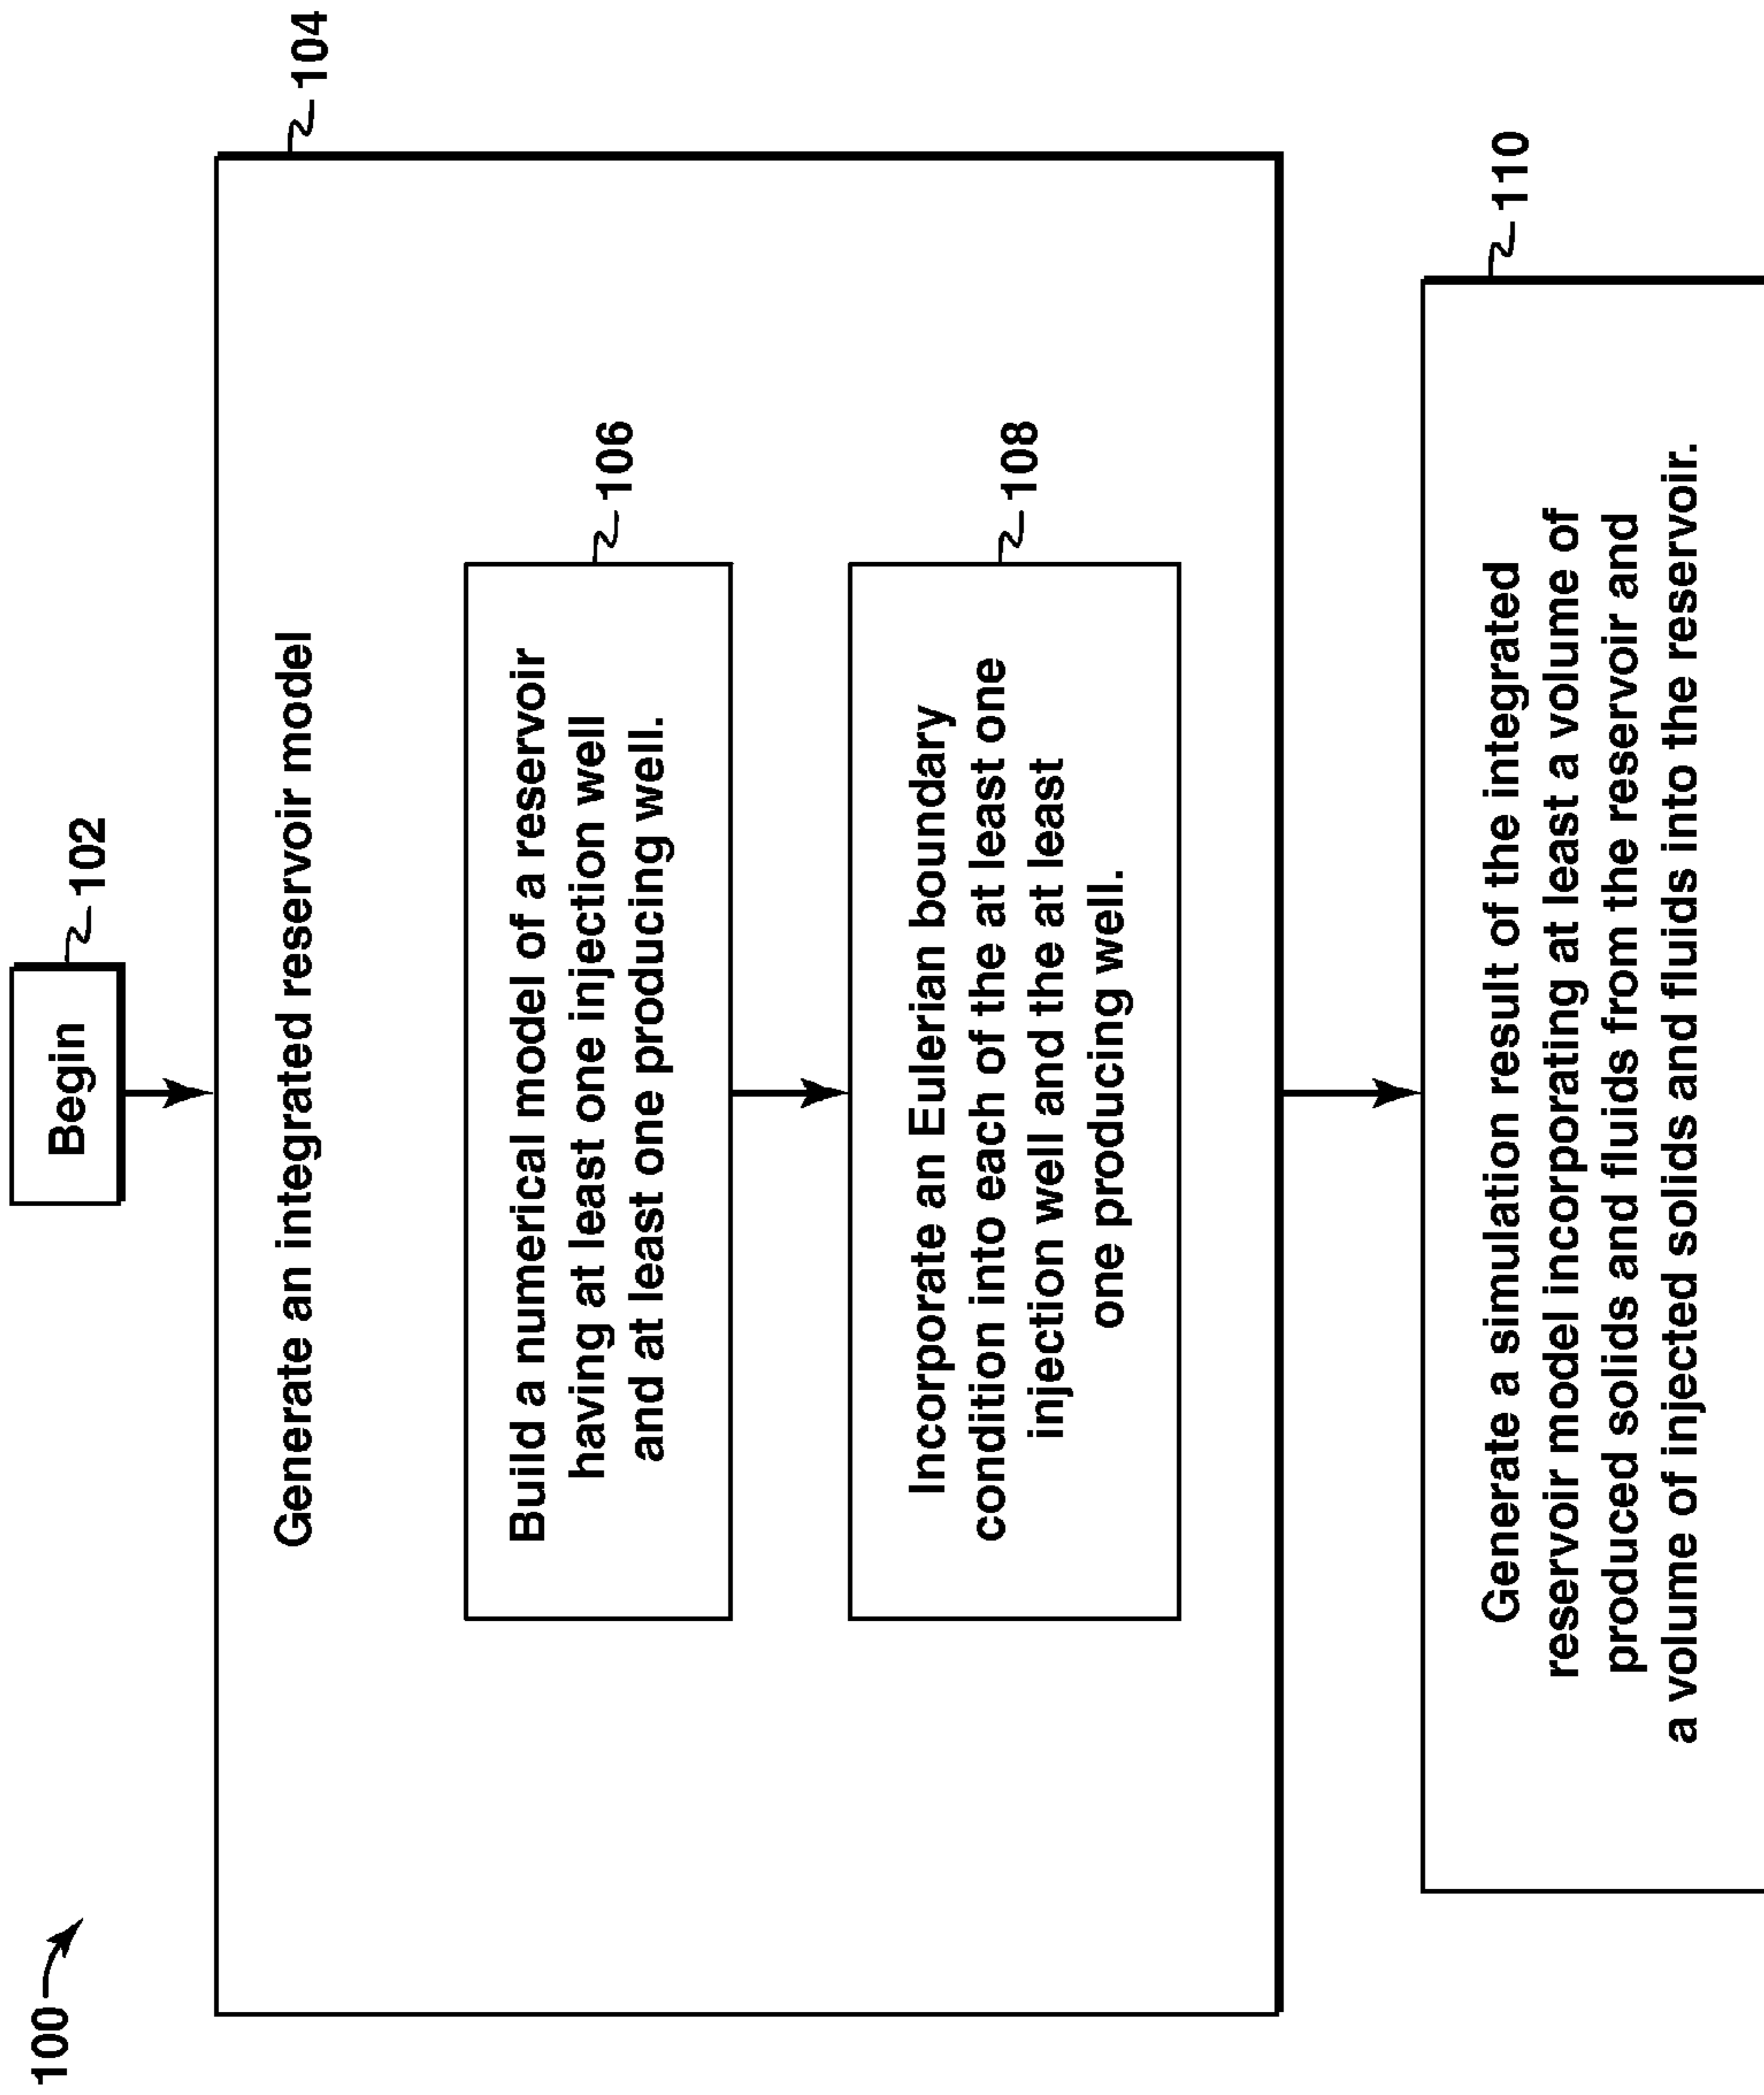 100
Begin
102
104
Generate an integrated reservoir model
106
Build a numerical model of a reservoir
having at least one injection well
and at least one producing well.
108
Incorporate an Eulerian boundary
condition into each of the at least one
injection well and the at least
one producing well.
110
Generate a simulation result of the integrated
reservoir model incorporating at least a volume of
produced solids and fluids from the reservoir and
a volume of injected solids and fluids into the reservoir.